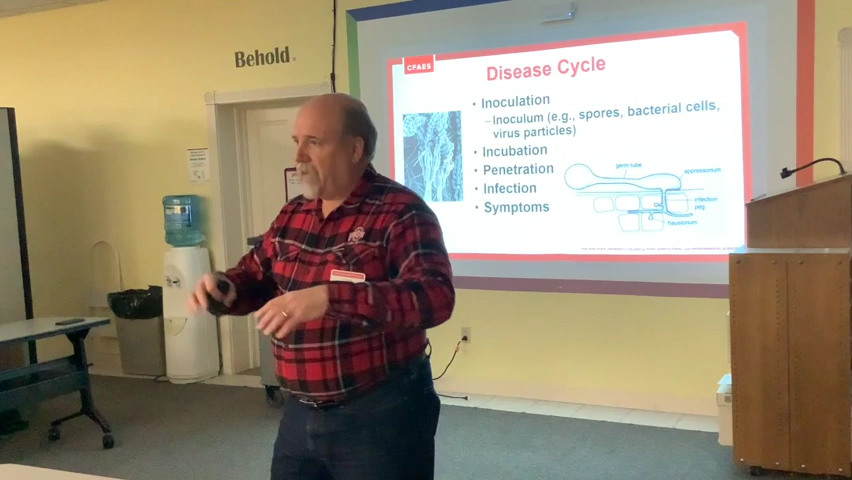 Behold.
CFAES
Disease Cycle
• Inoculation
–Inoculum (e.g., spores, bacterial cells,
virus particles)
• Incubation
• Penetration
• Infection
• Symptoms
germ tube
appressorium
infection
peg
haustorium